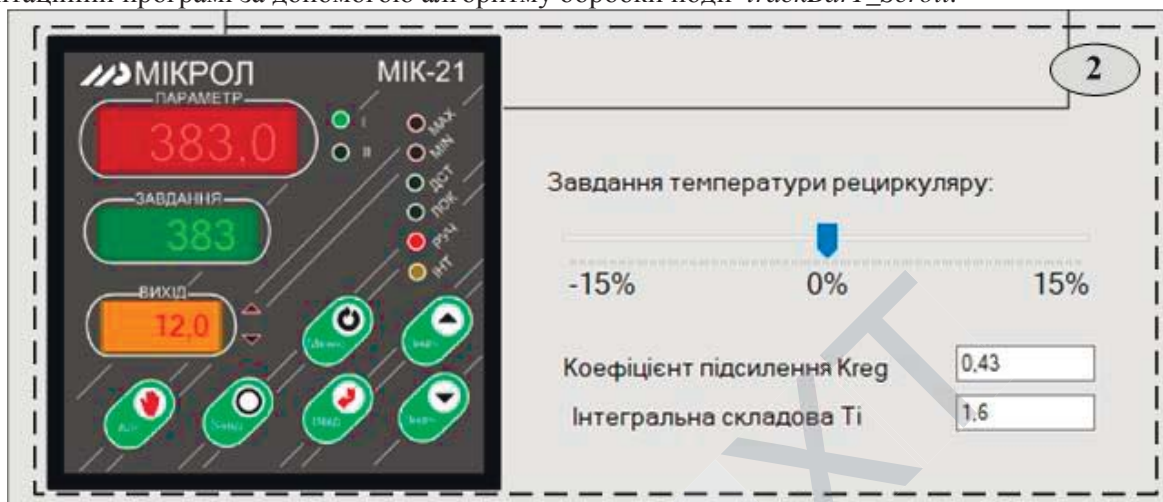 2
МІКРОЛ МІК-21
ПАРАМЕТР
383,0
I
II
MAX
MIN
ДСТ
ЛОК
РУЧ
ІНТ
ЗАВДАННЯ
383
ВИХІД
12,0
Завдання температури рециркуляру:
-15% 0% 15%
Коефіцієнт підсилення Kreg 0,43
Інтегральна складова Ti 1,6